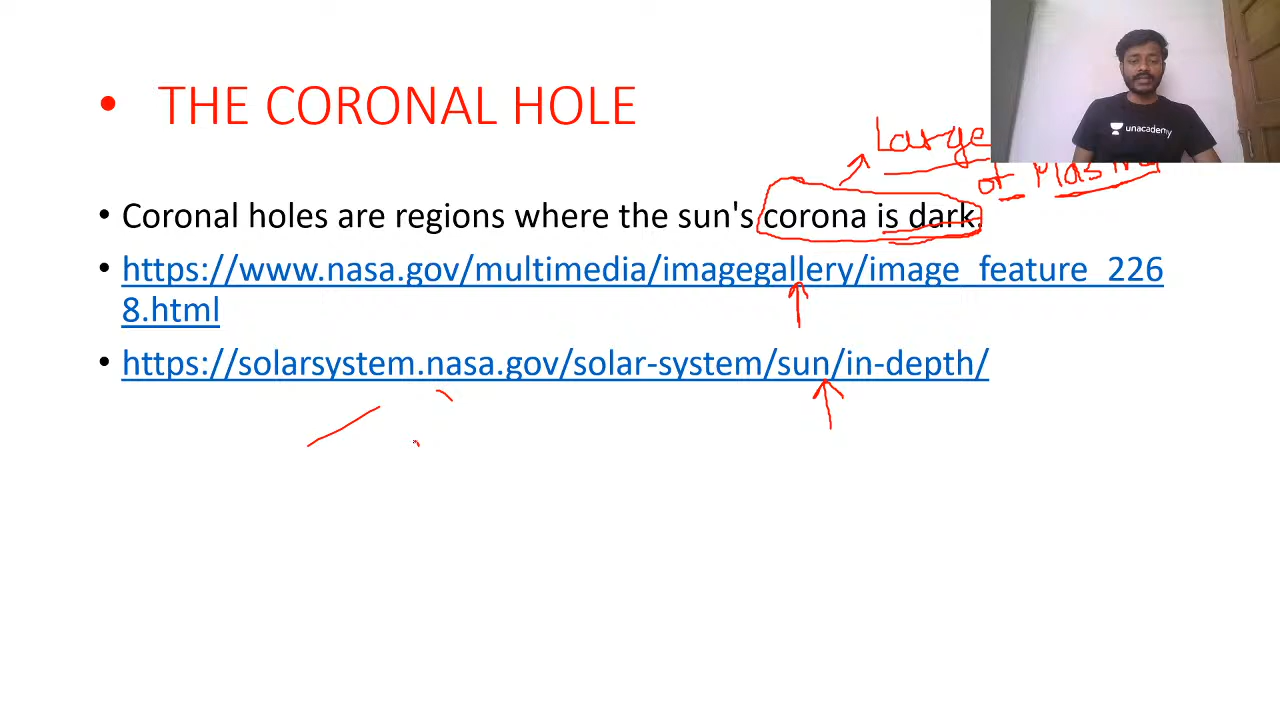 • THE CORONAL HOLE
unacademy
Large
of Plasma
• Coronal holes are regions where the sun's corona is dark.
• https://www.nasa.gov/multimedia/imagegallery/image_feature_226
8.html
• https://solarsystem.nasa.gov/solar-system/sun/in-depth/